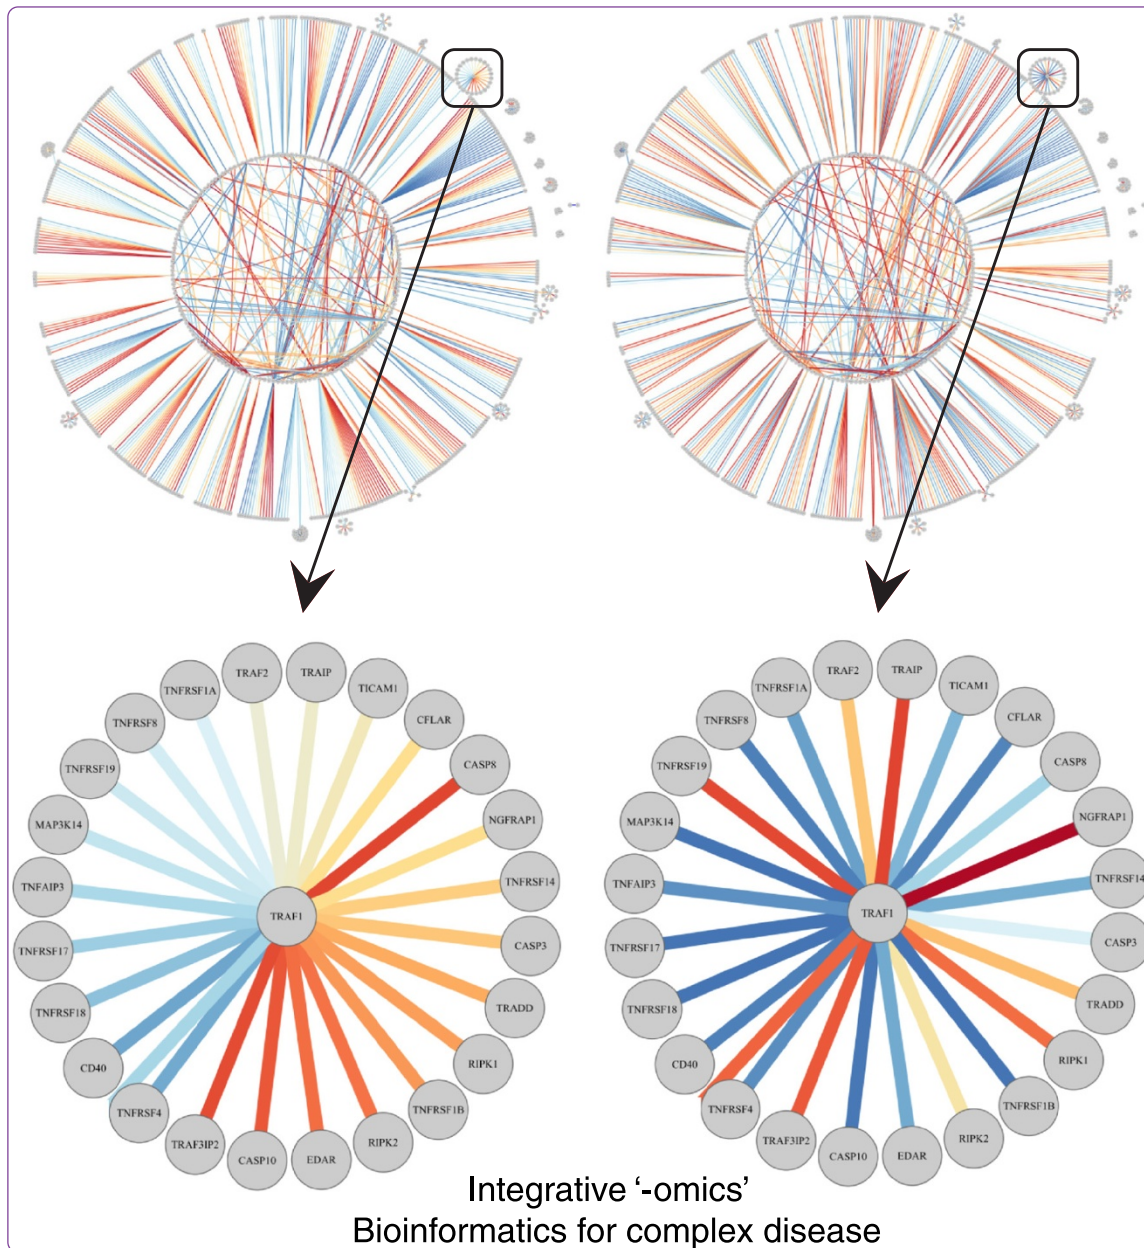 TRAF2
TRAIP
TNFRSF1A
TICAM1
TNFRSF8
CFLAR
TNFRSF19
CASP8
MAP3K14
NGFRAP1
TNFAIP3
TNFRSF14
TRAF1
TNFRSF17
CASP3
TNFRSF18
TRADD
CD40
RIPK1
TNFRSF4
TNFRSF1B
TRAF3IP2
RIPK2
CASP10
EDAR
TRAF2
TRAIP
TNFRSF1A
TICAM1
TNFRSF8
CFLAR
TNFRSF19
CASP8
MAP3K14
NGFRAP1
TNFAIP3
TNFRSF14
TRAF1
TNFRSF17
CASP3
TNFRSF18
TRADD
CD40
RIPK1
TNFRSF4
TNFRSF1B
TRAF3IP2
RIPK2
CASP10
EDAR
Integrative ‘-omics’
Bioinformatics for complex disease